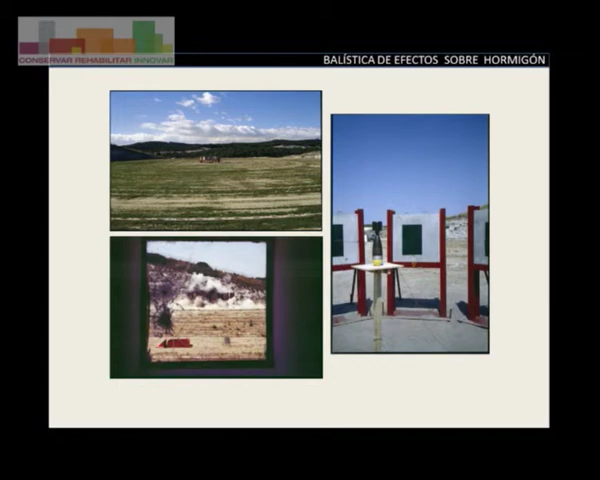 CONSERVAR REHABILITAR INNOVAR
BALÍSTICA DE EFECTOS SOBRE HORMIGÓN